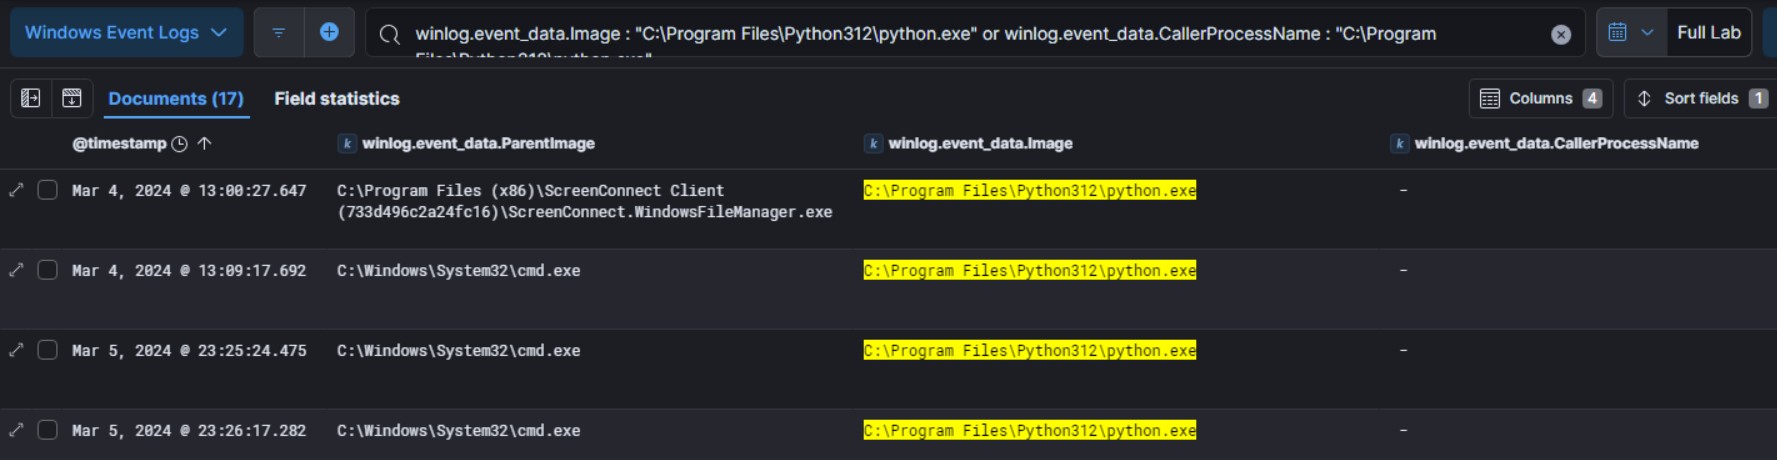 Windows Event Logs
winlog.event_data.Image : "C:\Program Files\Python312\python.exe" or winlog.event_data.CallerProcessName : "C:\Program
Files\Python312\python.exe"
Full Lab
Documents (17)
Field statistics
Columns 4
Sort fields 1
@timestamp
k winlog.event_data.ParentImage
k winlog.event_data.Image
k winlog.event_data.CallerProcessName
Mar 4, 2024 @ 13:00:27.647
C:\Program Files (x86)\ScreenConnect Client
(733d496c2a24fc16)\ScreenConnect.WindowsFileManager.exe
C:\Program Files\Python312\python.exe
-
Mar 4, 2024 @ 13:09:17.692
C:\Windows\System32\cmd.exe
C:\Program Files\Python312\python.exe
-
Mar 5, 2024 @ 23:25:24.475
C:\Windows\System32\cmd.exe
C:\Program Files\Python312\python.exe
-
Mar 5, 2024 @ 23:26:17.282
C:\Windows\System32\cmd.exe
C:\Program Files\Python312\python.exe
-